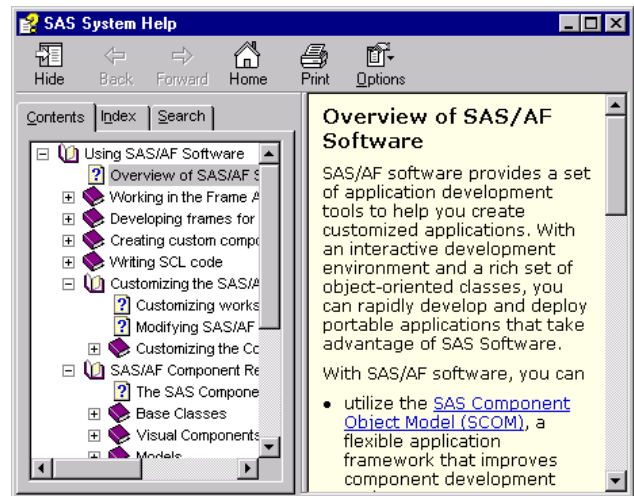 SAS System Help
Hide Back Forward Home Print Options
Contents Index Search
Using SAS/AF Software
Overview of SAS/AF S
Working in the Frame A
Developing frames for
Creating custom compo
Writing SCL code
Customizing the SAS/A
Customizing works
Modifying SAS/AF
Customizing the Co
SAS/AF Component Re
The SAS Compone
Base Classes
Visual Components
Models
Overview of SAS/AF
Software
SAS/AF software provides a set
of application development
tools to help you create
customized applications. With
an interactive development
environment and a rich set of
object-oriented classes, you
can rapidly develop and deploy
portable applications that take
advantage of SAS Software.
With SAS/AF software, you can
• utilize the SAS Component
Object Model (SCOM), a
flexible application
framework that improves
component development